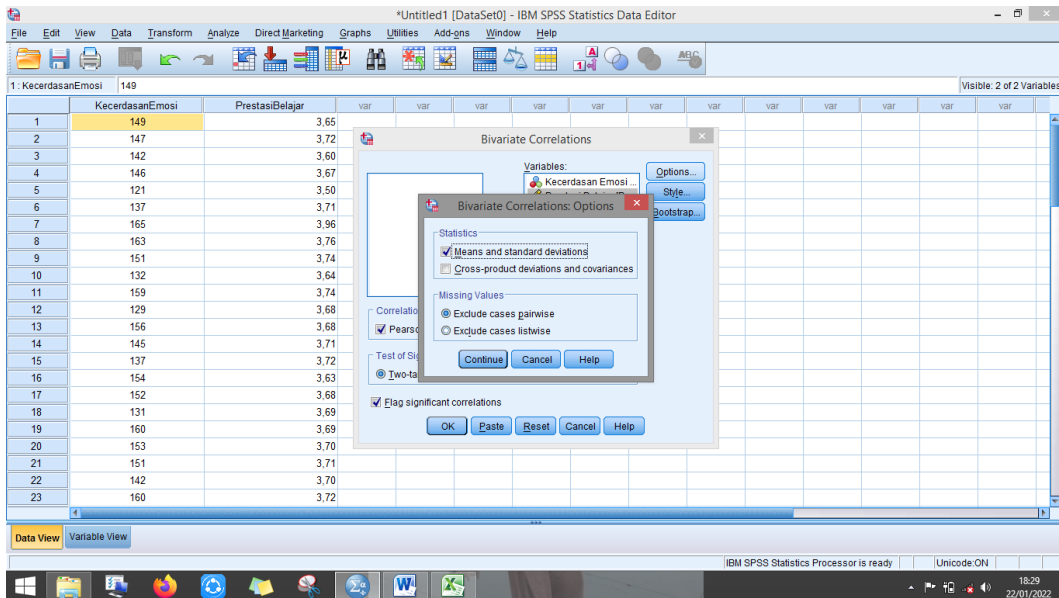 *Untitled1 [DataSet0] - IBM SPSS Statistics Data Editor
File Edit View Data Transform Analyze Direct Marketing Graphs Utilities Add-ons Window Help
1 : KecerdasanEmosi 149
Visible: 2 of 2 Variables
KecerdasanEmosi PrestasiBelajar var var var var var var var var var var var var
1 149 3,65
2 147 3,72
3 142 3,60
4 146 3,67
5 121 3,50
6 137 3,71
7 165 3,96
8 163 3,76
9 151 3,74
10 132 3,64
11 159 3,74
12 129 3,68
13 156 3,68
14 145 3,71
15 137 3,72
16 154 3,63
17 152 3,68
18 131 3,69
19 160 3,69
20 153 3,70
21 151 3,71
22 142 3,70
23 160 3,72
Bivariate Correlations
Variables:
Kecerdasan Emosi ...
Options...
Style...
Bootstrap...
Correlatio
Pearso
Test of Si
Two-ta
Flag significant correlations
OK Paste Reset Cancel Help
Bivariate Correlations: Options
Statistics
Means and standard deviations
Cross-product deviations and covariances
Missing Values
Exclude cases pairwise
Exclude cases listwise
Continue Cancel Help
Data View Variable View
IBM SPSS Statistics Processor is ready Unicode:ON
18:29
22/01/2022